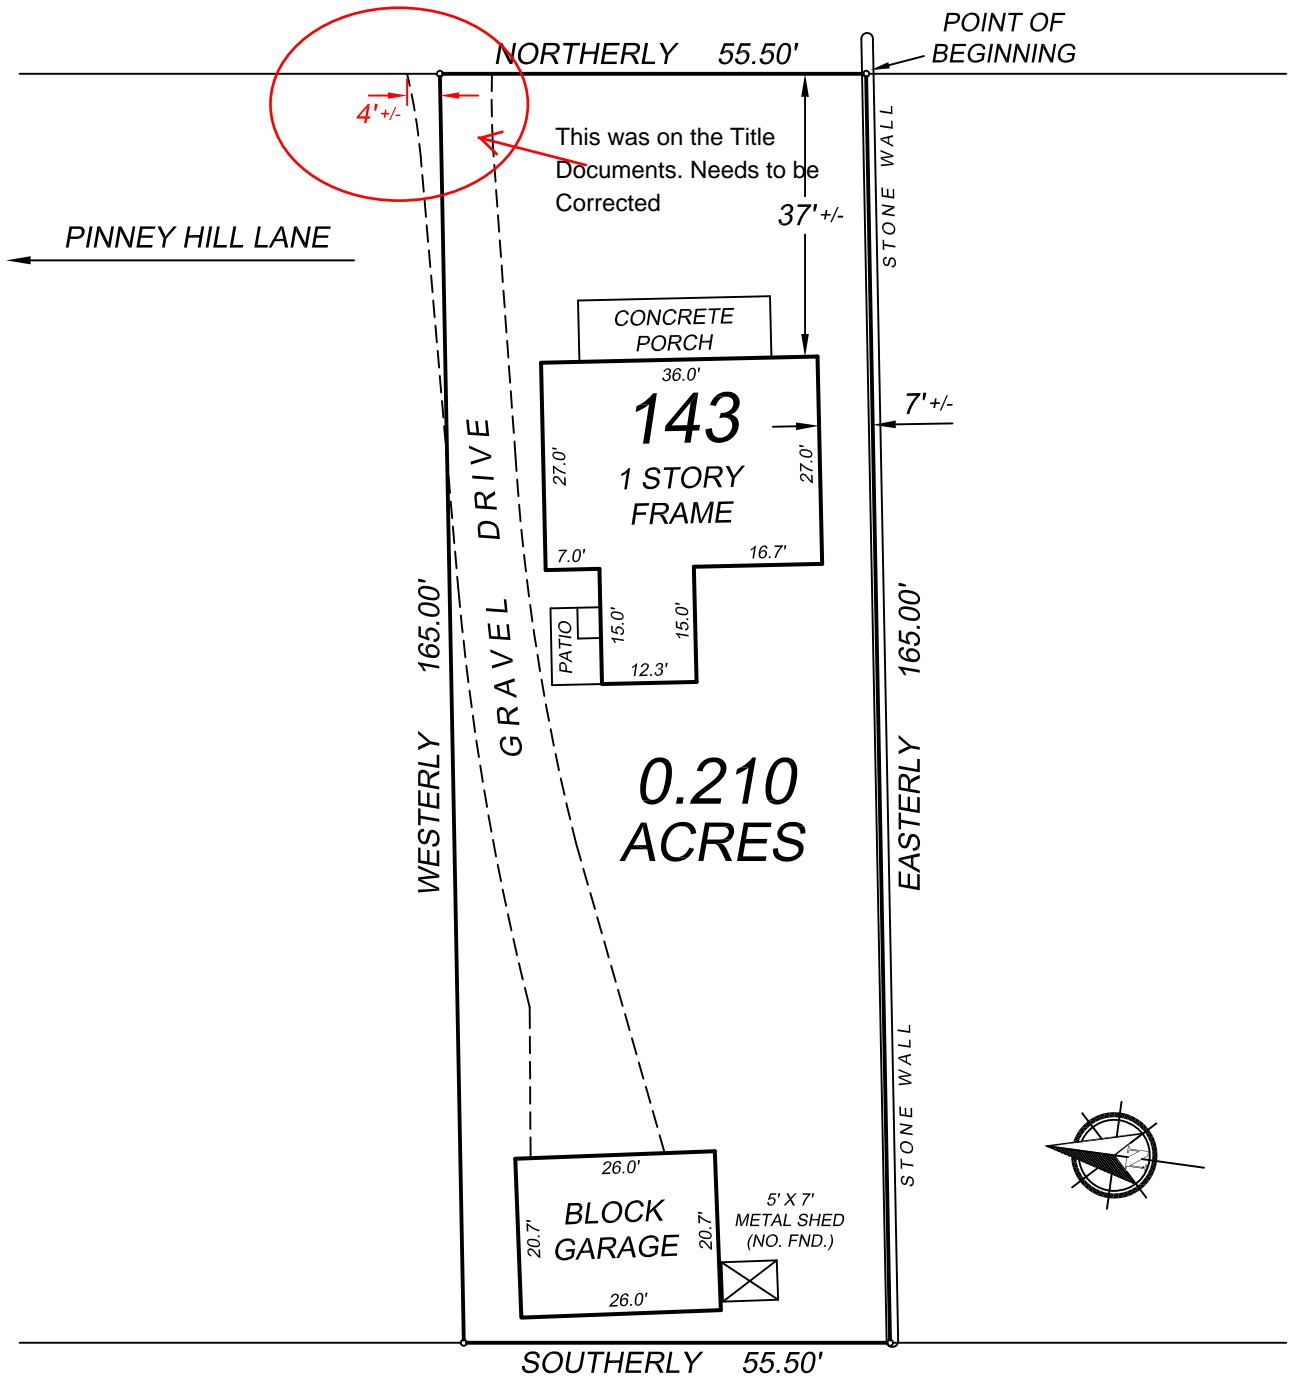 POINT OF
BEGINNING
NORTHERLY 55.50'
4' +/-
This was on the Title
Documents. Needs to be
Corrected
37' +/-
STONE WALL
PINNEY HILL LANE
CONCRETE
PORCH
36.0'
143
1 STORY
FRAME
27.0'
27.0'
7' +/-
7.0'
16.7'
15.0'
15.0'
12.3'
PATIO
GRAVEL DRIVE
WESTERLY 165.00'
EASTERLY 165.00'
0.210
ACRES
STONE WALL
26.0'
BLOCK
GARAGE
20.7'
20.7'
26.0'
5' X 7'
METAL SHED
(NO. FND.)
N
SOUTHERLY 55.50'